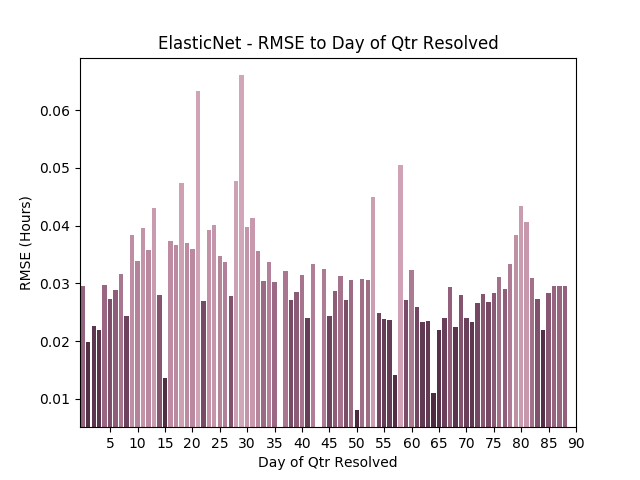 ElasticNet - RMSE to Day of Qtr Resolved
0.06
0.05
0.04
0.03
0.02
0.01
RMSE (Hours)
5 10 15 20 25 30 35 40 45 50 55 60 65 70 75 80 85 90
Day of Qtr Resolved